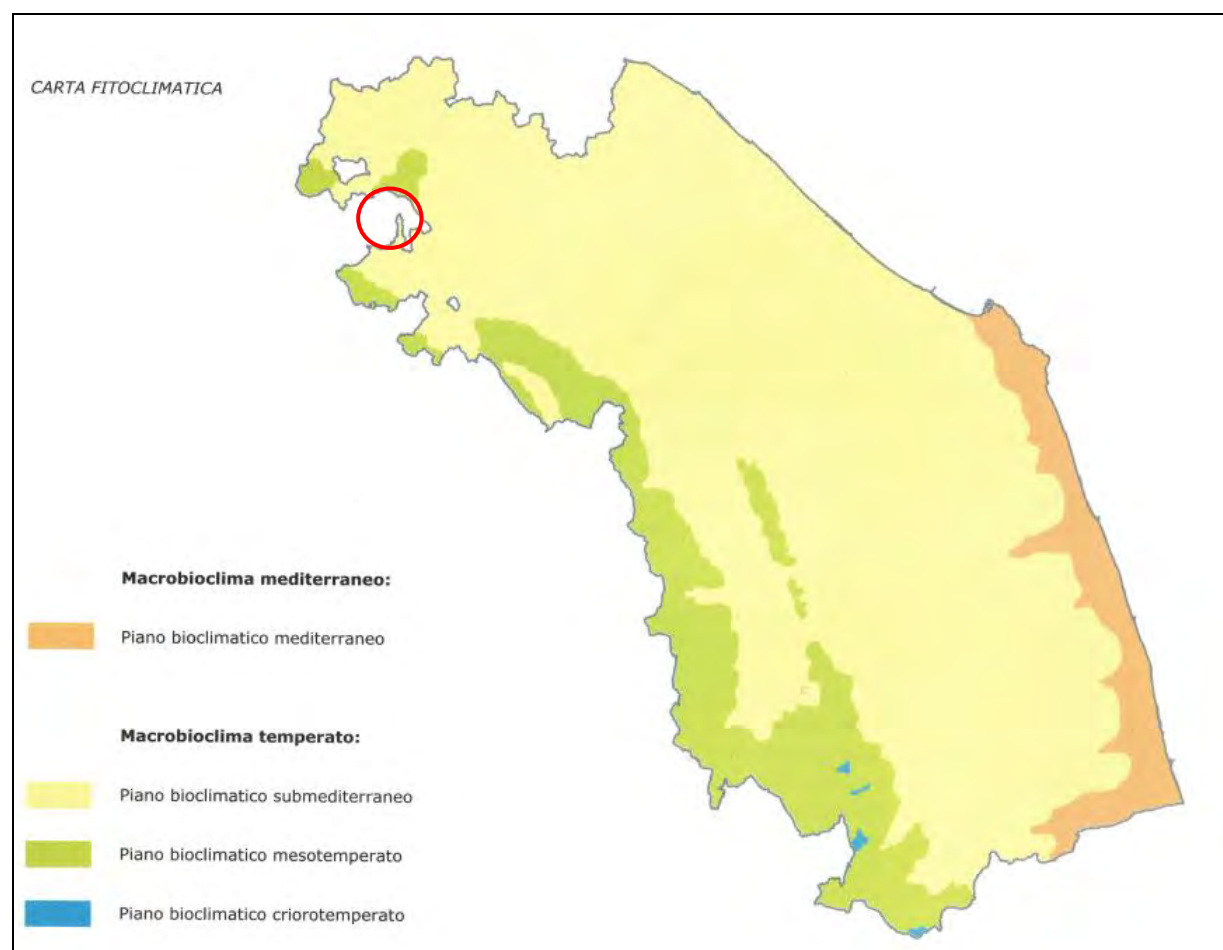 CARTA FITOCLIMATICA
Macrobioclima mediterraneo:
Piano bioclimatico mediterraneo
Macrobioclima temperato:
Piano bioclimatico submediterraneo
Piano bioclimatico mesotemperato
Piano bioclimatico criorotemperato